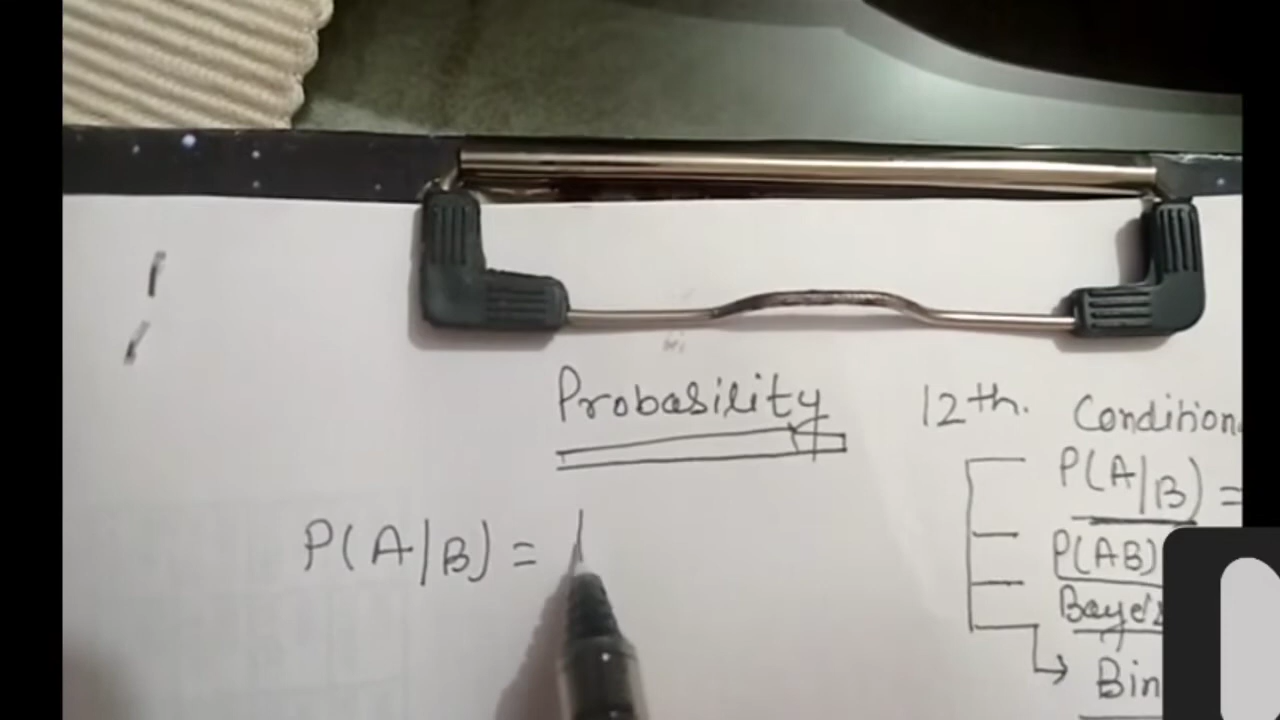 Probability 12th. Condition
P(A|B) =
P(A|B) =
P(AB)
Baye's
Bin